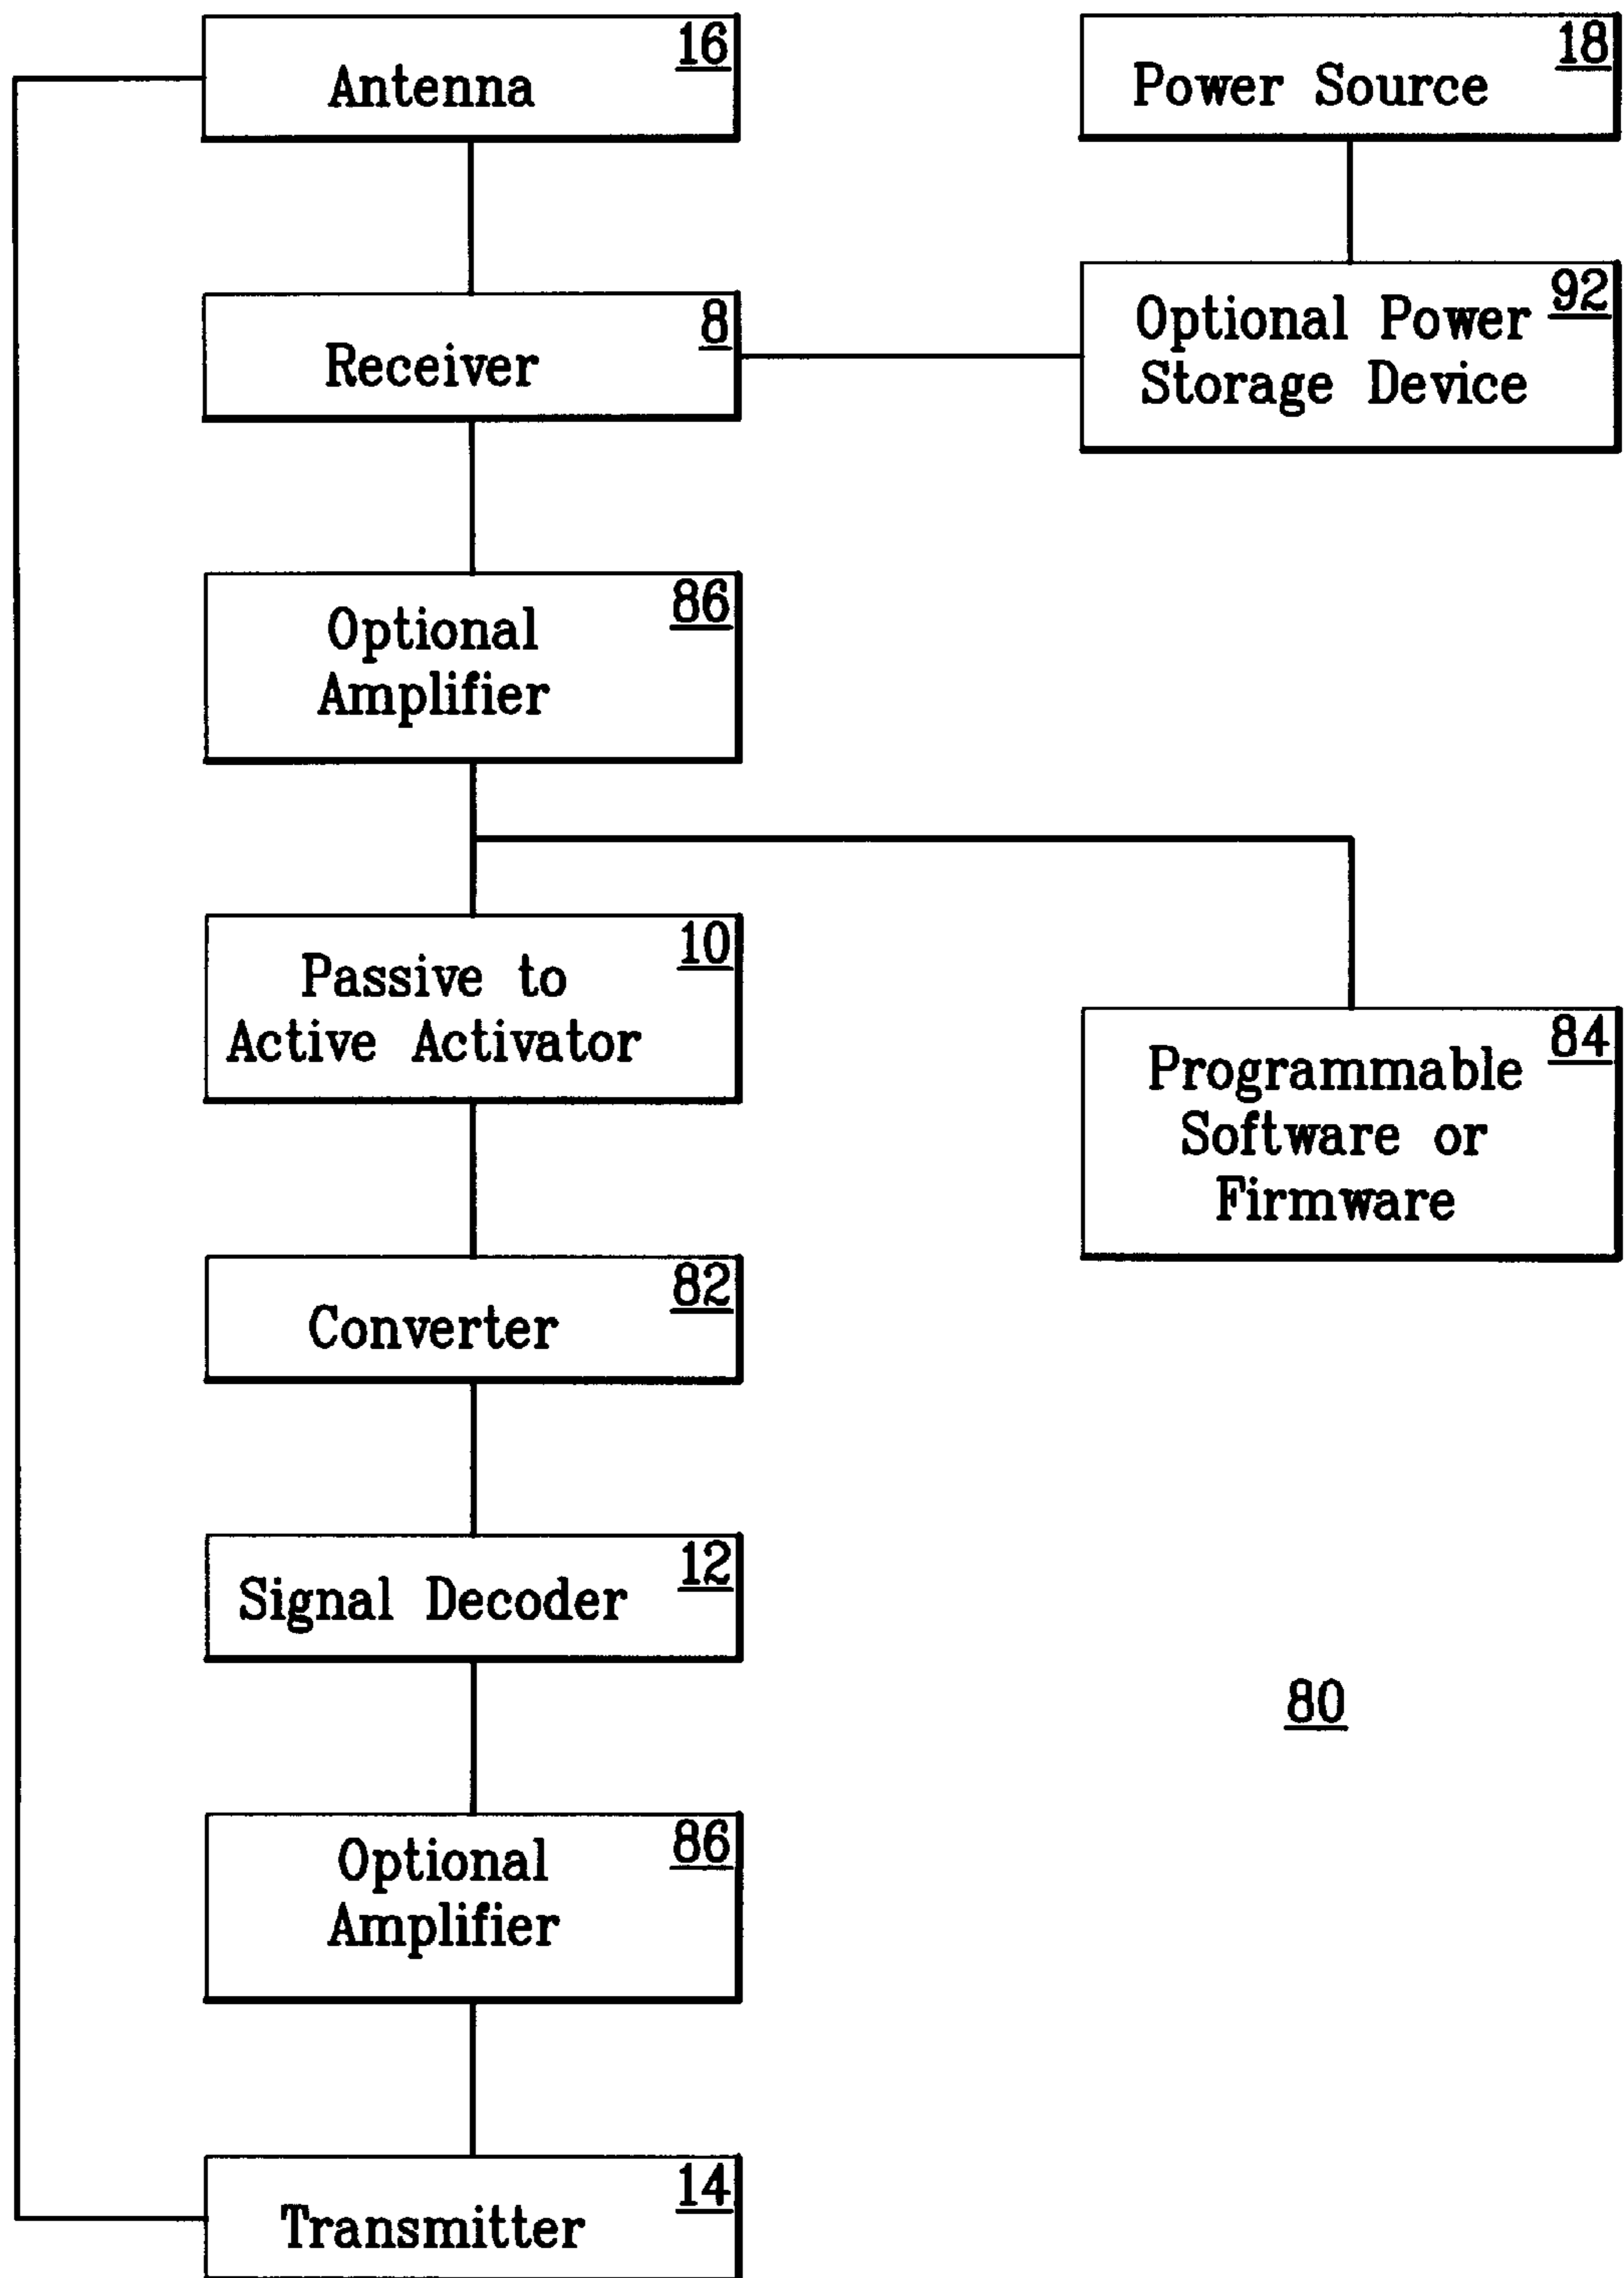 16
Antenna
18
Power Source
8
Receiver
92
Optional Power
Storage Device
86
Optional
Amplifier
10
Passive to
Active Activator
84
Programmable
Software or
Firmware
82
Converter
12
Signal Decoder
80
86
Optional
Amplifier
14
Transmitter